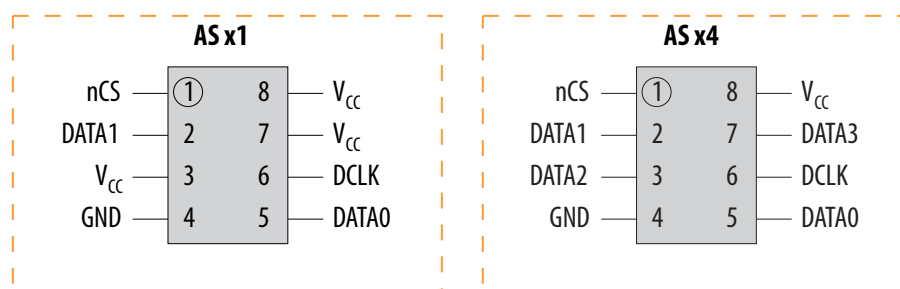 AS x1
nCS 1 8 VCC
DATA1 2 7 VCC
VCC 3 6 DCLK
GND 4 5 DATA0
AS x4
nCS 1 8 VCC
DATA1 2 7 DATA3
DATA2 3 6 DCLK
GND 4 5 DATA0